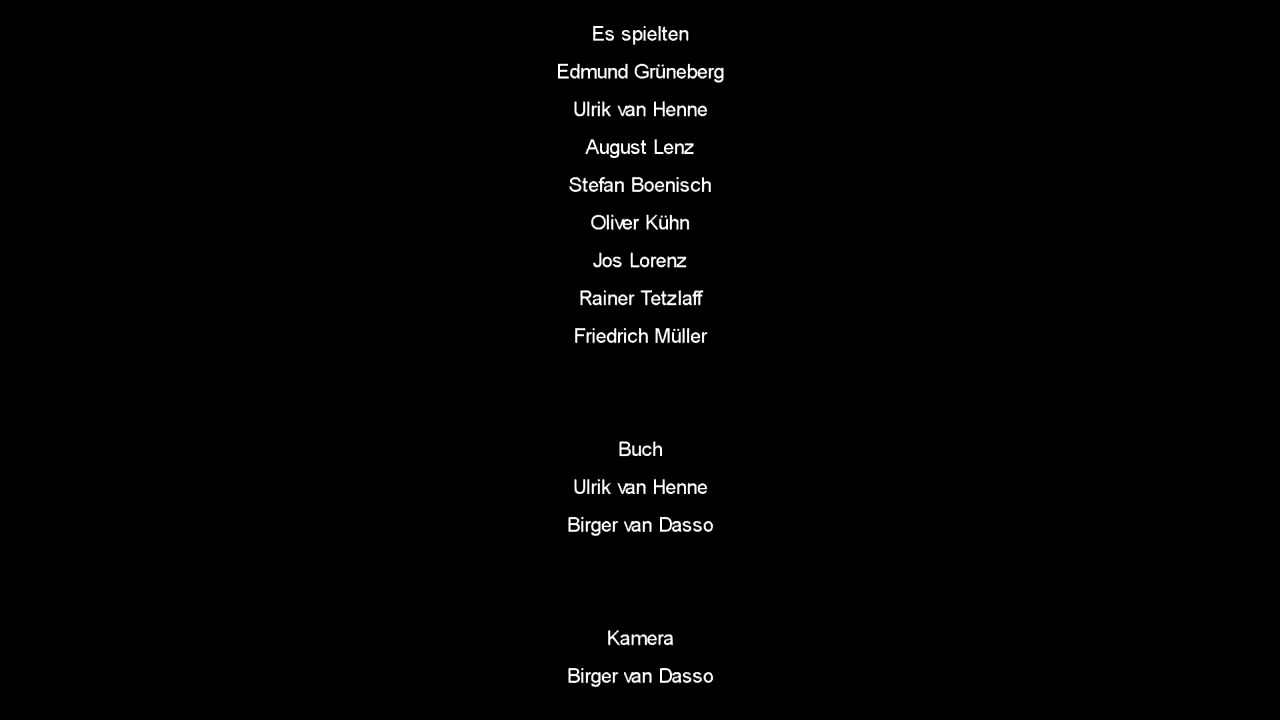 Es spielten
Edmund Grüneberg
Ulrik van Henne
August Lenz
Stefan Boenisch
Oliver Kühn
Jos Lorenz
Rainer Tetzlaff
Friedrich Müller
Buch
Ulrik van Henne
Birger van Dasso
Kamera
Birger van Dasso